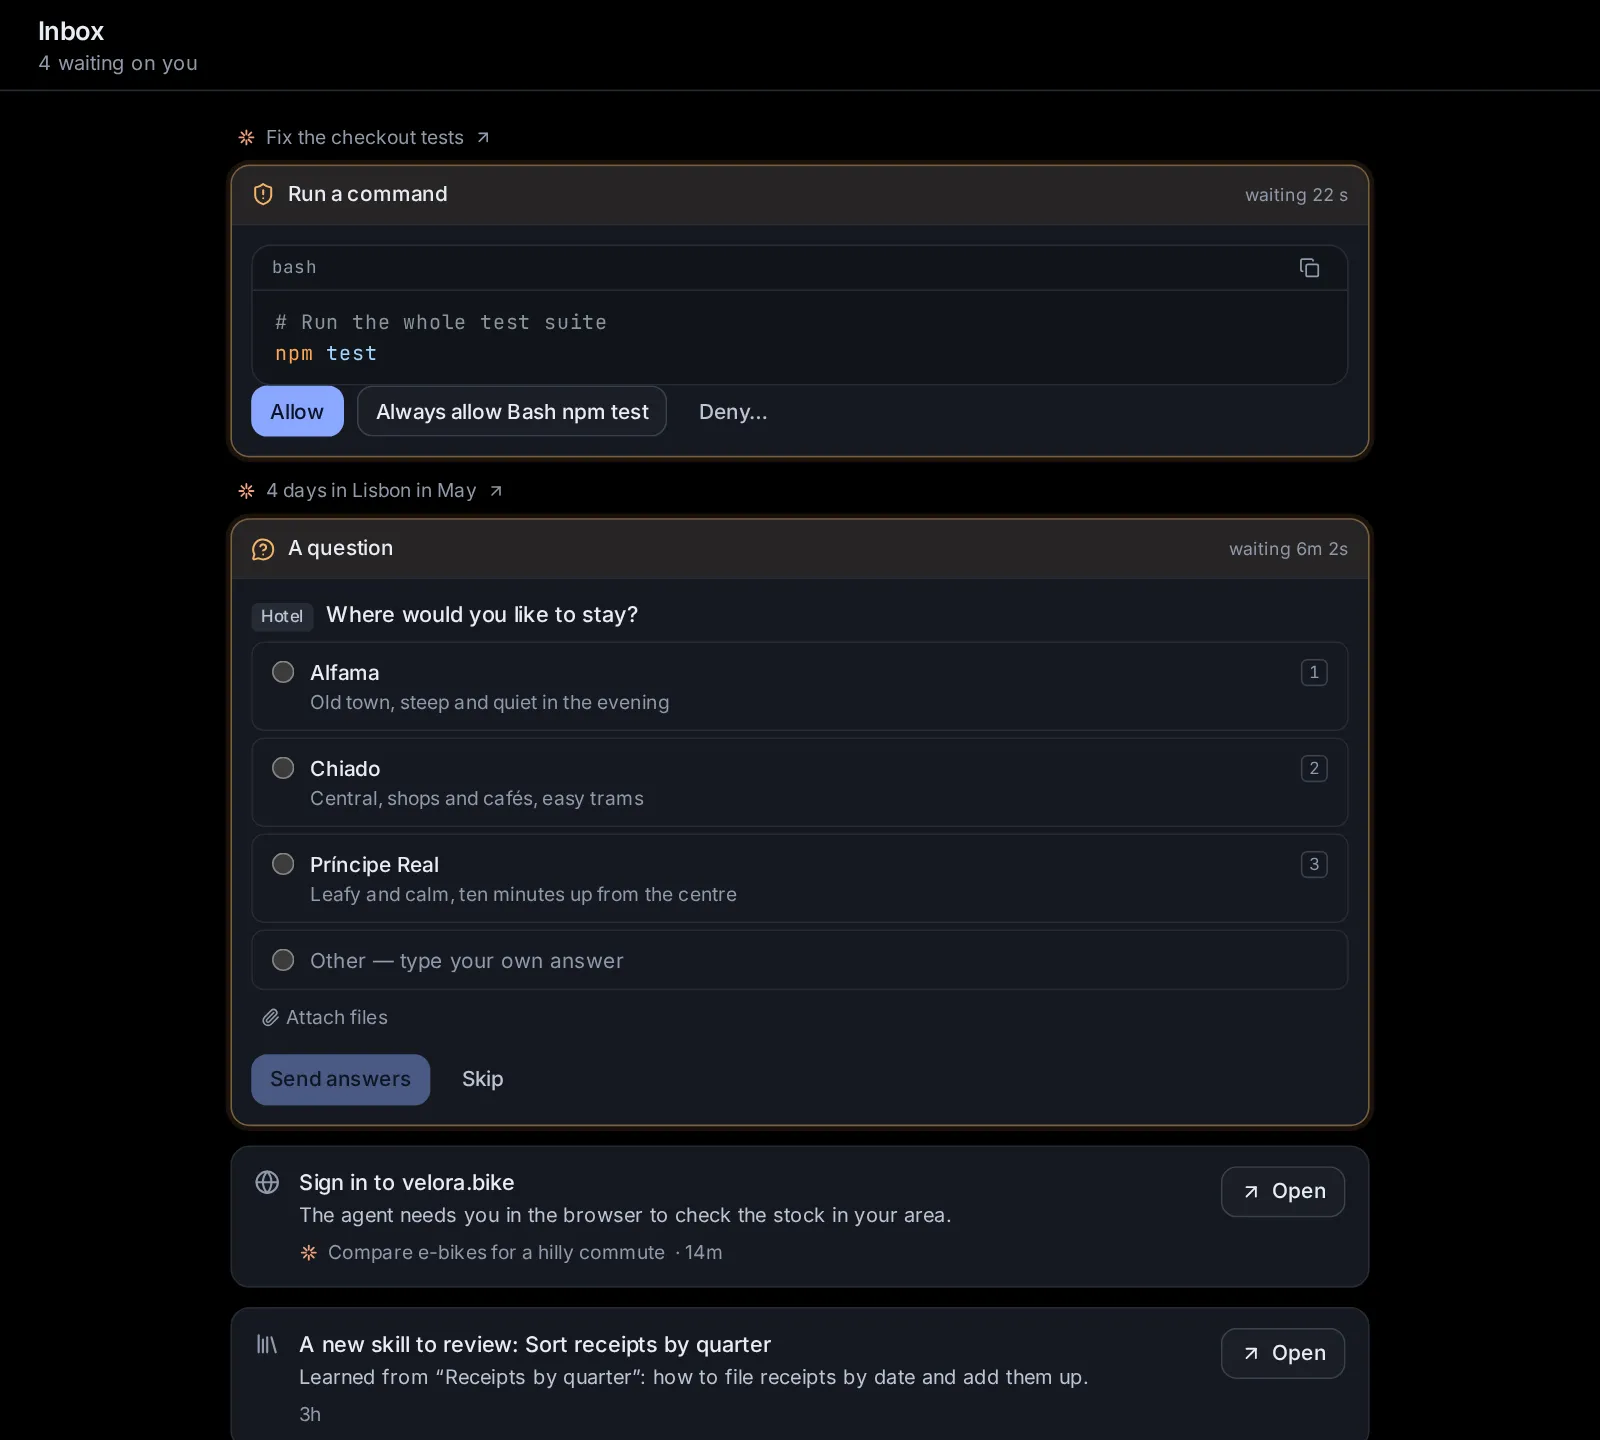 Inbox
4 waiting on you
Fix the checkout tests
Run a command
waiting 22 s
bash
# Run the whole test suite
npm test
Allow
Always allow Bash npm test
Deny...
4 days in Lisbon in May
A question
waiting 6m 2s
Hotel
Where would you like to stay?
Alfama
1
Old town, steep and quiet in the evening
Chiado
2
Central, shops and cafés, easy trams
Príncipe Real
3
Leafy and calm, ten minutes up from the centre
Other — type your own answer
Attach files
Send answers
Skip
Sign in to velora.bike
Open
The agent needs you in the browser to check the stock in your area.
Compare e-bikes for a hilly commute · 14m
A new skill to review: Sort receipts by quarter
Open
Learned from “Receipts by quarter”: how to file receipts by date and add them up.
3h